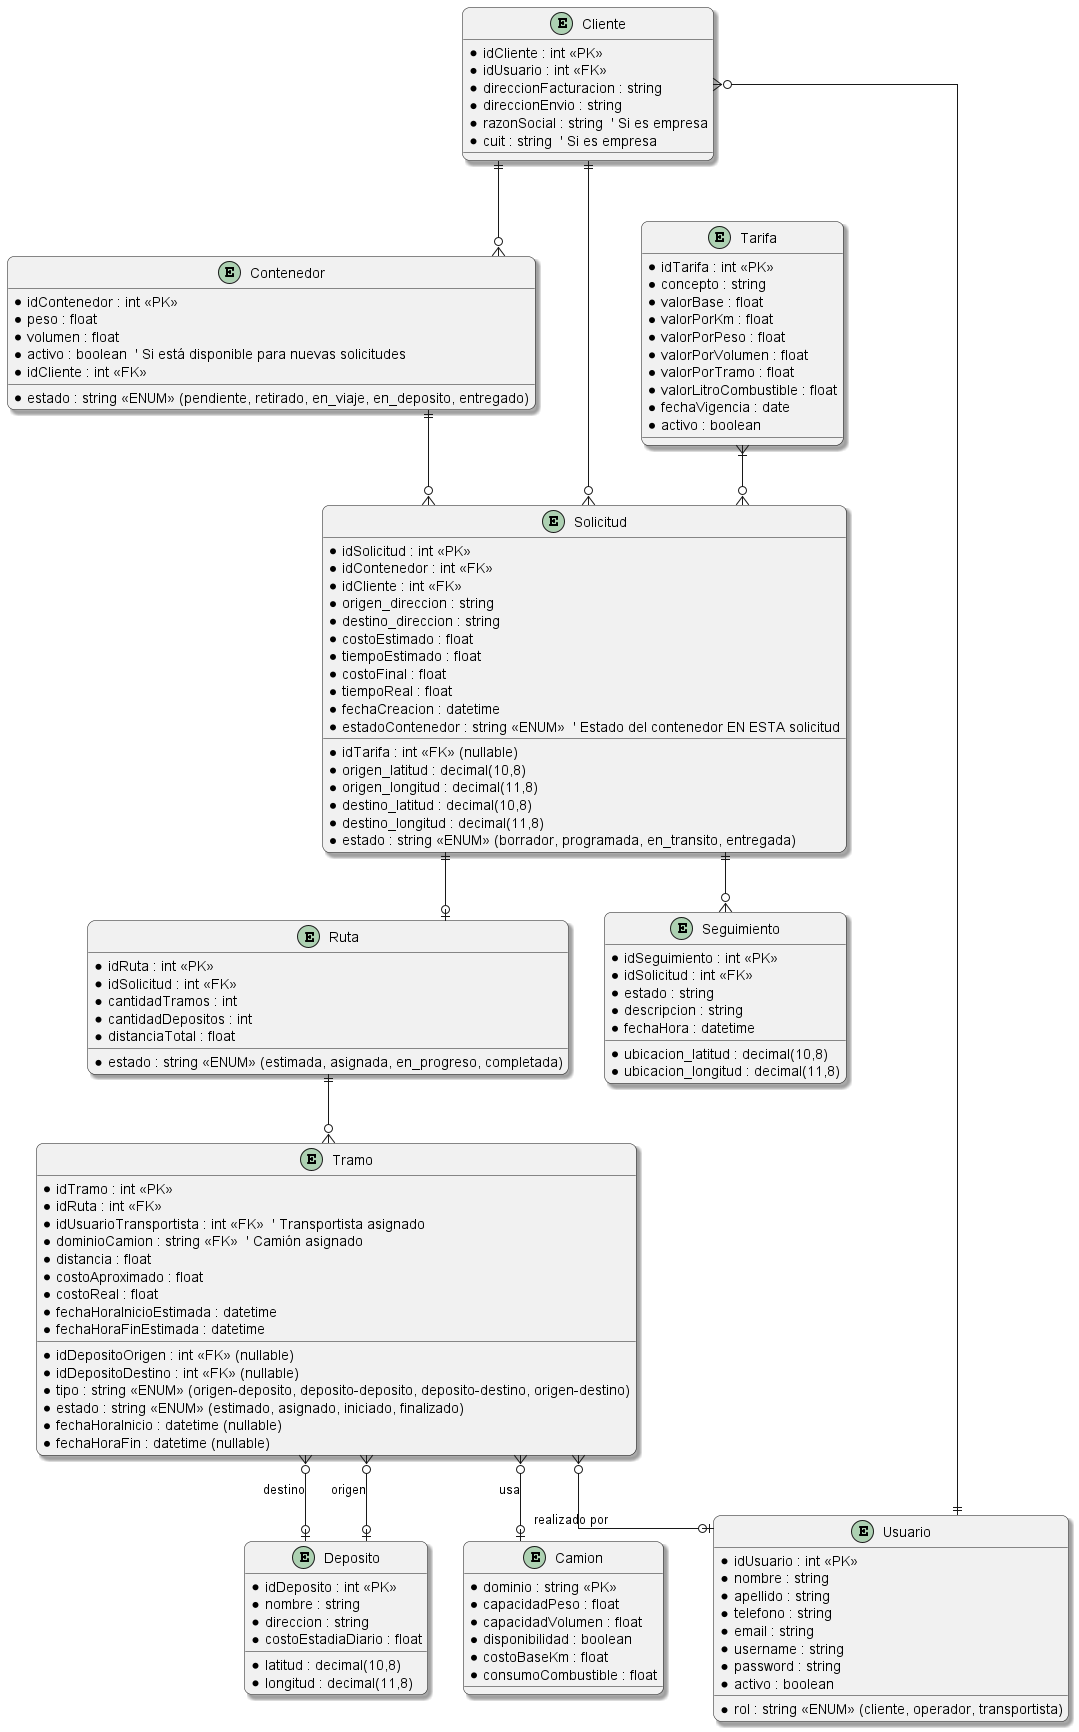 E Cliente
idCliente : int «PK»
idUsuario : int «FK»
direccionFacturacion : string
direccionEnvio : string
razonSocial : string ' Si es empresa
cuit : string ' Si es empresa
E Tarifa
idTarifa : int «PK»
concepto : string
valorBase : float
valorPorKm : float
valorPorPeso : float
valorPorVolumen : float
valorPorTramo : float
valorLitroCombustible : float
fechaVigencia : date
activo : boolean
E Contenedor
idContenedor : int «PK»
peso : float
volumen : float
activo : boolean ' Si está disponible para nuevas solicitudes
idCliente : int «FK»
estado : string «ENUM» (pendiente, retirado, en_viaje, en_deposito, entregado)
E Solicitud
idSolicitud : int «PK»
idContenedor : int «FK»
idCliente : int «FK»
origen_direccion : string
destino_direccion : string
costoEstimado : float
tiempoEstimado : float
costoFinal : float
tiempoReal : float
fechaCreacion : datetime
estadoContenedor : string «ENUM» ' Estado del contenedor EN ESTA solicitud
idTarifa : int «FK» (nullable)
origen_latitud : decimal(10,8)
origen_longitud : decimal(11,8)
destino_latitud : decimal(10,8)
destino_longitud : decimal(11,8)
estado : string «ENUM» (borrador, programada, en_transito, entregada)
E Ruta
idRuta : int «PK»
idSolicitud : int «FK»
cantidadTramos : int
cantidadDepositos : int
distanciaTotal : float
estado : string «ENUM» (estimada, asignada, en_progreso, completada)
E Seguimiento
idSeguimiento : int «PK»
idSolicitud : int «FK»
estado : string
descripcion : string
fechaHora : datetime
ubicacion_latitud : decimal(10,8)
ubicacion_longitud : decimal(11,8)
E Tramo
idTramo : int «PK»
idRuta : int «FK»
idUsuarioTransportista : int «FK» ' Transportista asignado
dominioCamion : string «FK» ' Camión asignado
distancia : float
costoAproximado : float
costoReal : float
fechaHoraInicioEstimada : datetime
fechaHoraFinEstimada : datetime
idDepositoOrigen : int «FK» (nullable)
idDepositoDestino : int «FK» (nullable)
tipo : string «ENUM» (origen-deposito, deposito-deposito, deposito-destino, origen-destino)
estado : string «ENUM» (estimado, asignado, iniciado, finalizado)
fechaHoraInicio : datetime (nullable)
fechaHoraFin : datetime (nullable)
destino
origen
usa
realizado por
E Deposito
idDeposito : int «PK»
nombre : string
direccion : string
costoEstadiaDiario : float
latitud : decimal(10,8)
longitud : decimal(11,8)
E Camion
dominio : string «PK»
capacidadPeso : float
capacidadVolumen : float
disponibilidad : boolean
costoBaseKm : float
consumoCombustible : float
E Usuario
idUsuario : int «PK»
nombre : string
apellido : string
telefono : string
email : string
username : string
password : string
activo : boolean
rol : string «ENUM» (cliente, operador, transportista)